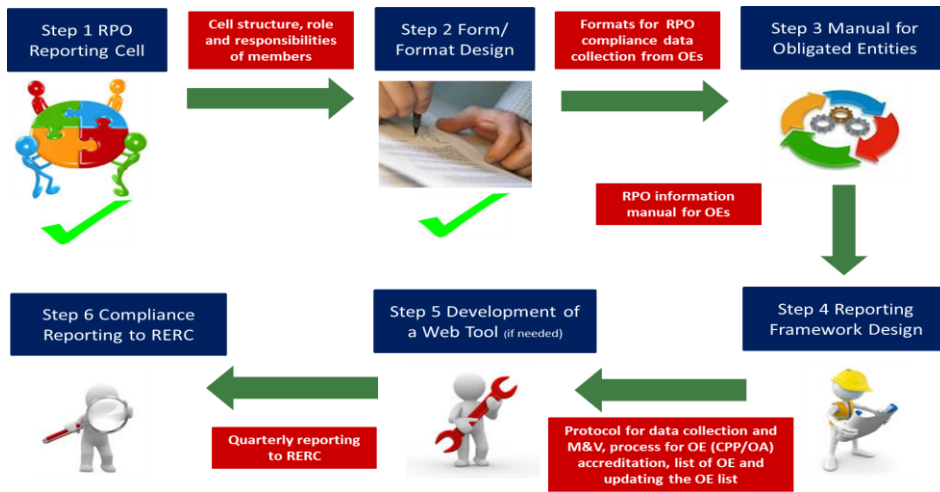 Step 1 RPO
Reporting Cell
Cell structure, role
and responsibilities
of members
Step 2 Form/
Format Design
Formats for RPO
compliance data
collection from OEs
Step 3 Manual for
Obligated Entities
RPO information
manual for OEs
Step 4 Reporting
Framework Design
Protocol for data collection and
M&V, process for OE (CPP/OA)
accreditation, list of OE and
updating the OE list
Step 5 Development of
a Web Tool (if needed)
Quarterly reporting
to RERC
Step 6 Compliance
Reporting to RERC